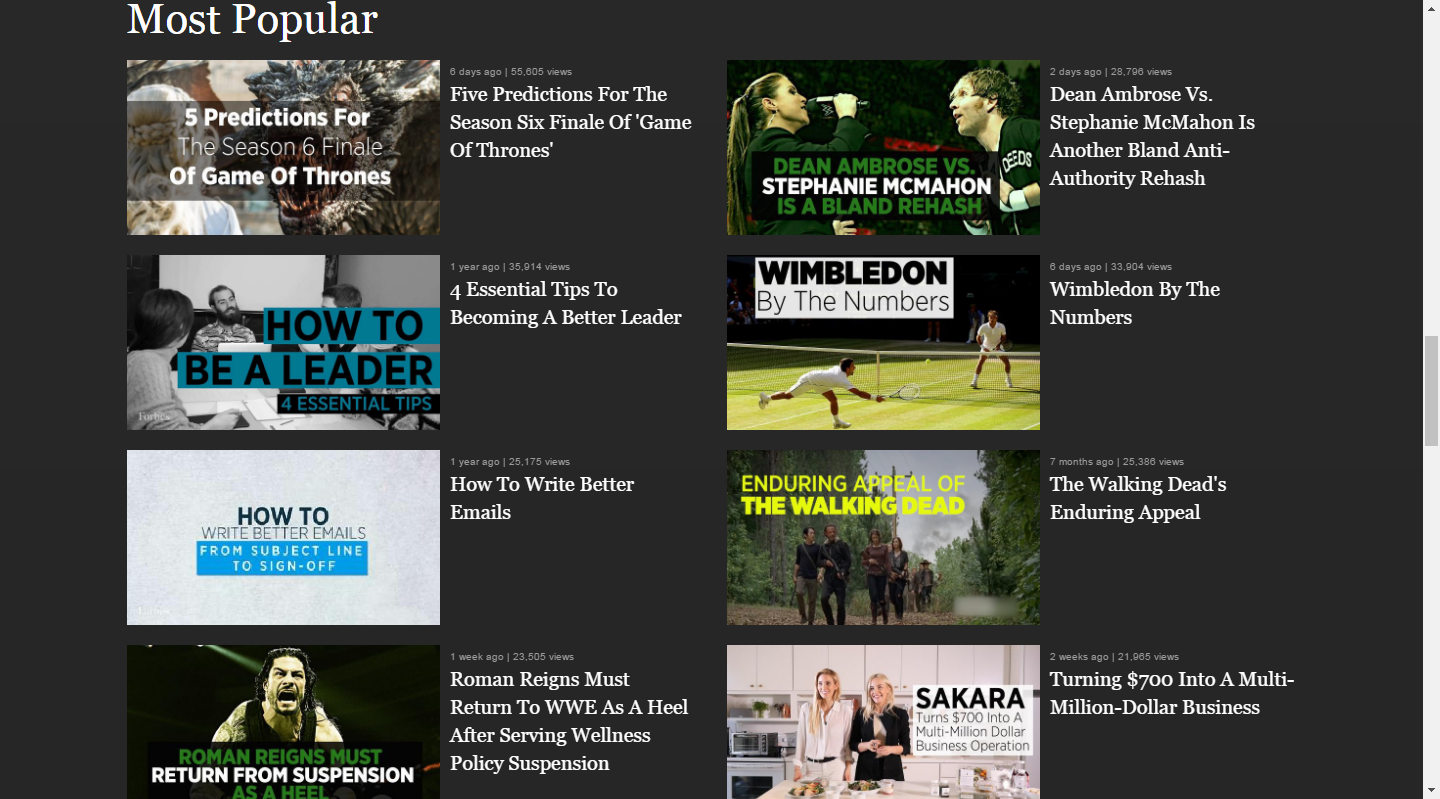 Most Popular
5 Predictions For
The Season 6 Finale
Of Game Of Thrones
6 days ago | 55,605 views
Five Predictions For The
Season Six Finale Of 'Game
Of Thrones'
DEEDS
DEAN AMBROSE VS.
STEPHANIE MCMAHON
IS A BLAND REHASH
2 days ago | 28,796 views
Dean Ambrose Vs.
Stephanie McMahon Is
Another Bland Anti-
Authority Rehash
HOW TO
BE A LEADER
4 ESSENTIAL TIPS
Forbes
1 year ago | 35,914 views
4 Essential Tips To
Becoming A Better Leader
WIMBLEDON
By The Numbers
6 days ago | 33,904 views
Wimbledon By The
Numbers
HOW TO
WRITE BETTER EMAILS
FROM SUBJECT LINE
TO SIGN-OFF
1 year ago | 25,175 views
How To Write Better
Emails
ENDURING APPEAL OF
THE WALKING DEAD
7 months ago | 25,386 views
The Walking Dead's
Enduring Appeal
ROMAN REIGNS MUST
RETURN FROM SUSPENSION
AS A HEEL
1 week ago | 23,505 views
Roman Reigns Must
Return To WWE As A Heel
After Serving Wellness
Policy Suspension
SAKARA
Turns $700 Into A
Multi-Million Dollar
Business Operation
2 weeks ago | 21,965 views
Turning $700 Into A Multi-
Million-Dollar Business